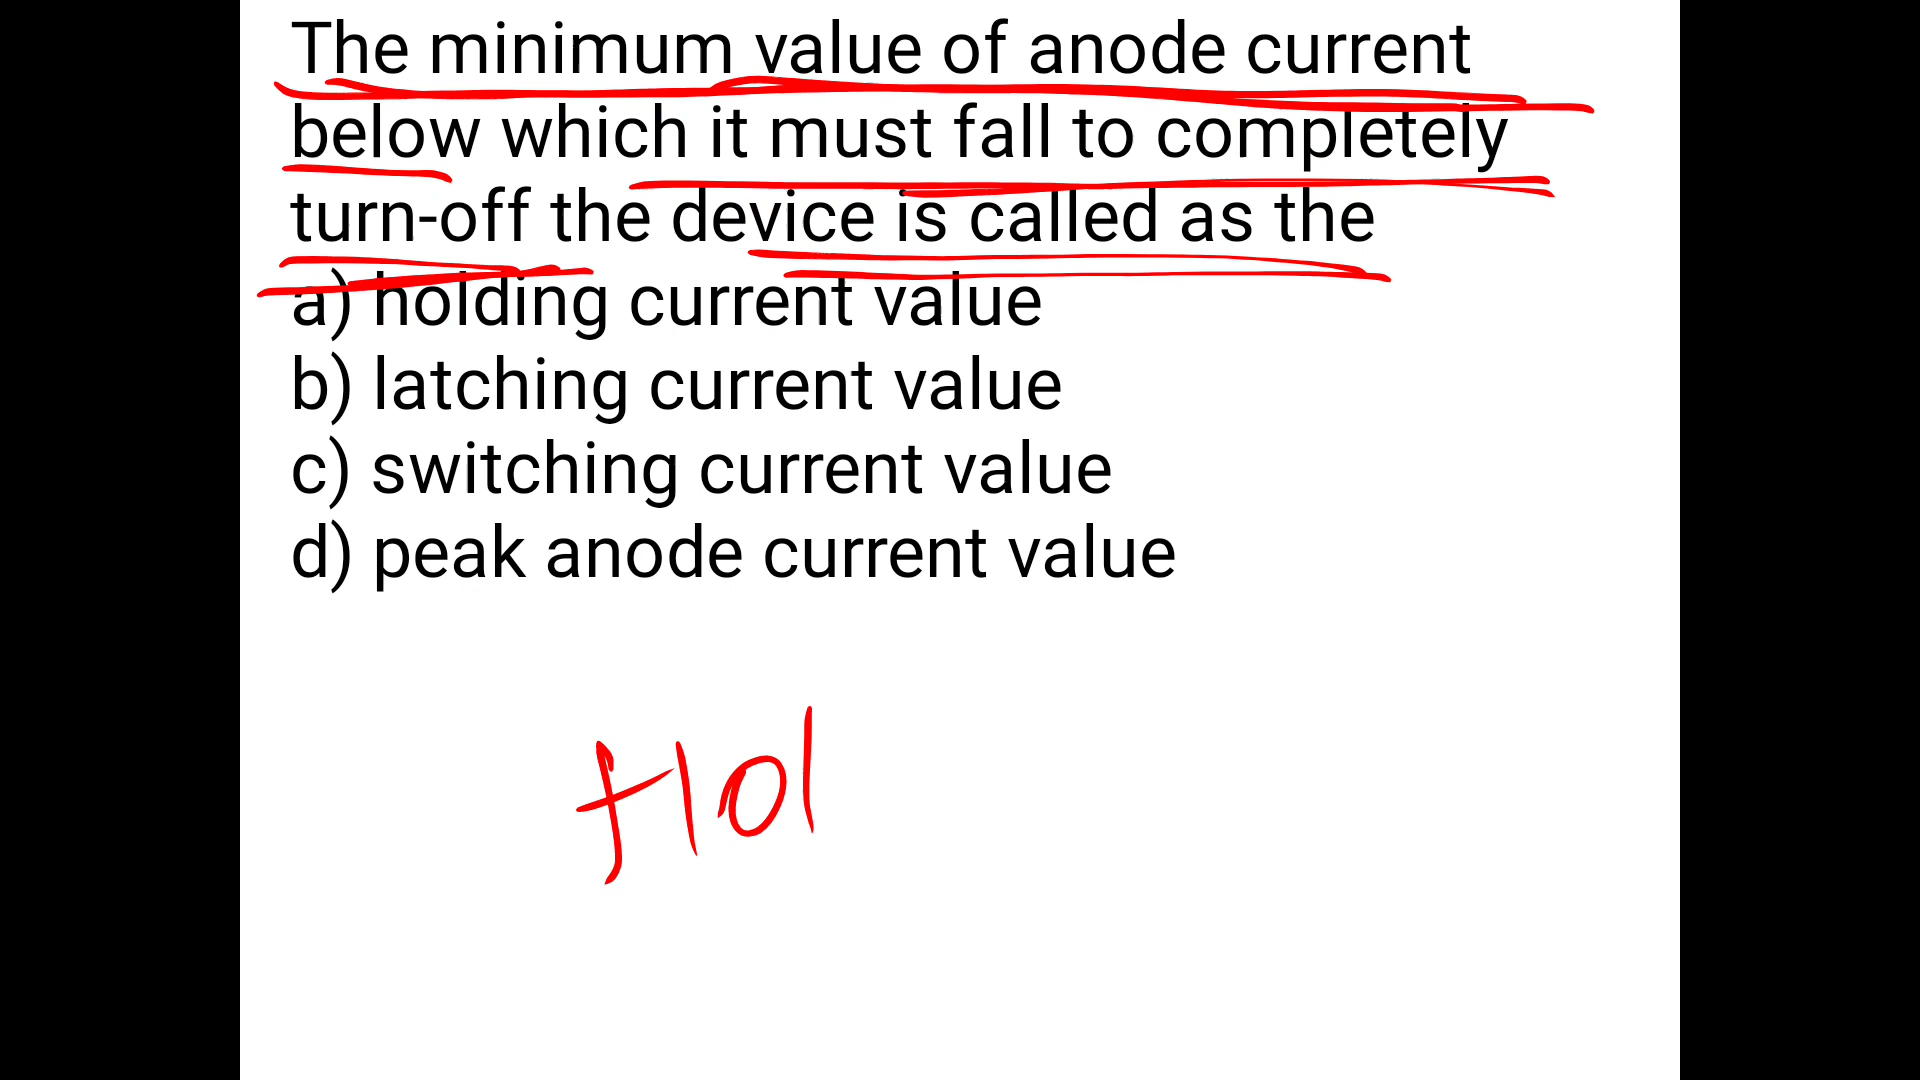 The minimum value of anode current
below which it must fall to completely
turn-off the device is called as the
a) holding current value
b) latching current value
c) switching current value
d) peak anode current value
Hol